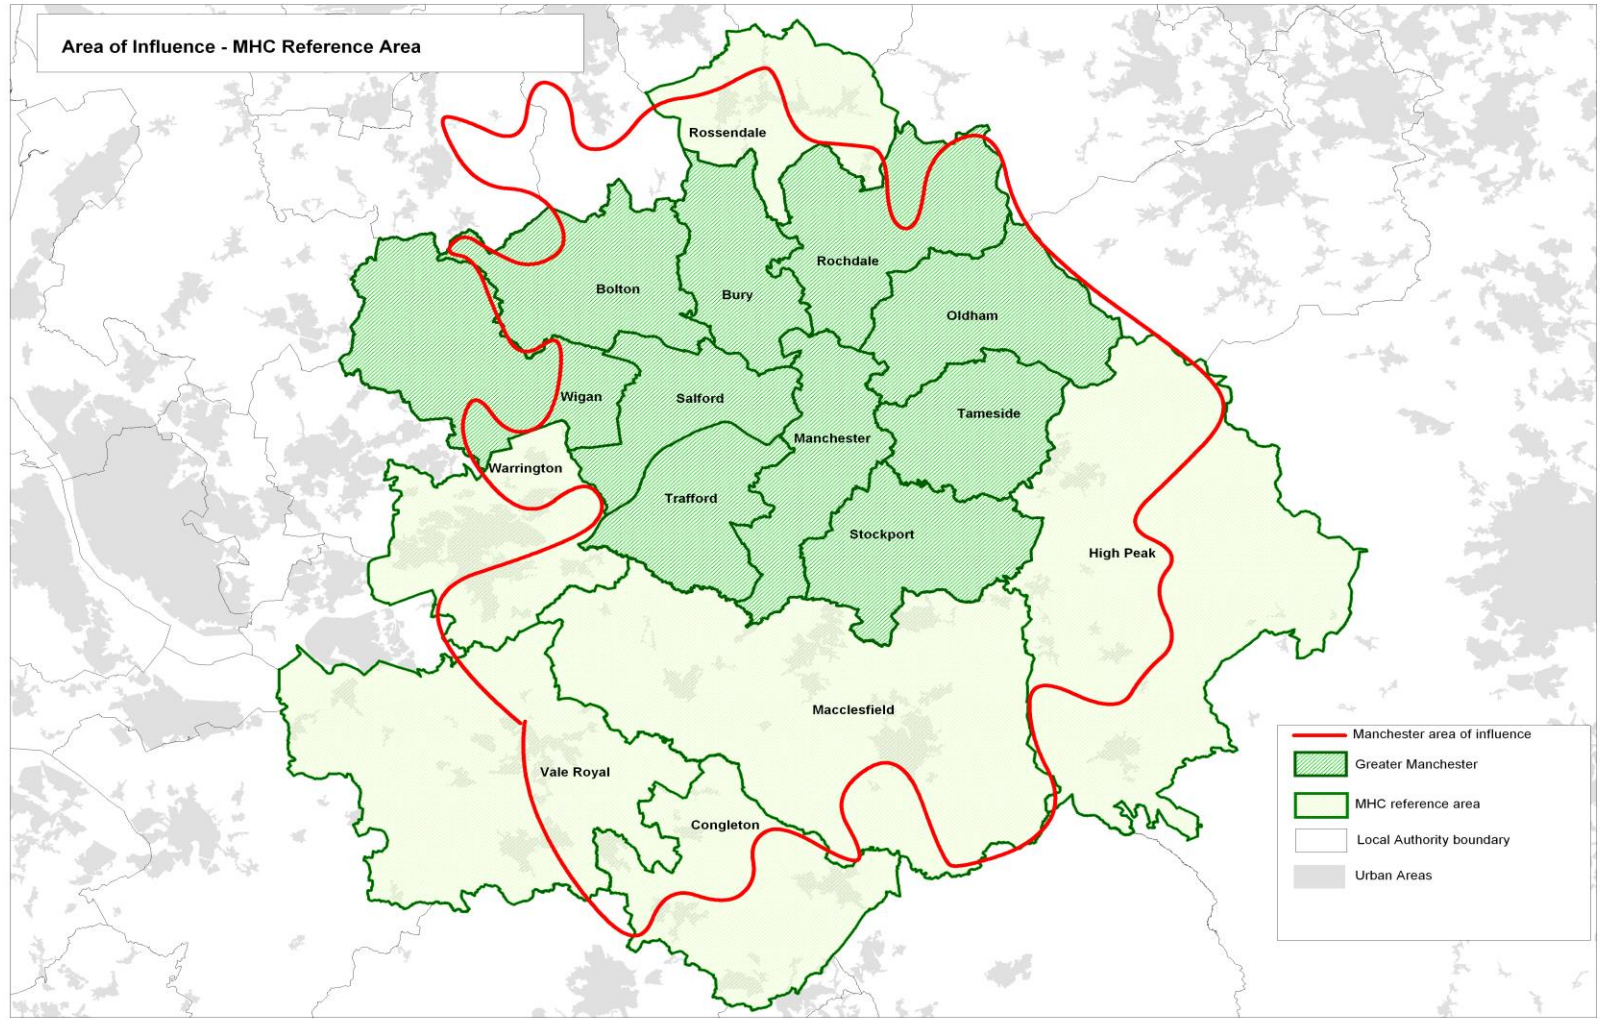 Area of Influence - MHC Reference Area
Rossendale
Rochdale
Bolton
Bury
Oldham
Wigan
Salford
Tameside
Manchester
Warrington
Trafford
Stockport
High Peak
Macclesfield
Vale Royal
Congleton
Manchester area of influence
Greater Manchester
MHC reference area
Local Authority boundary
Urban Areas